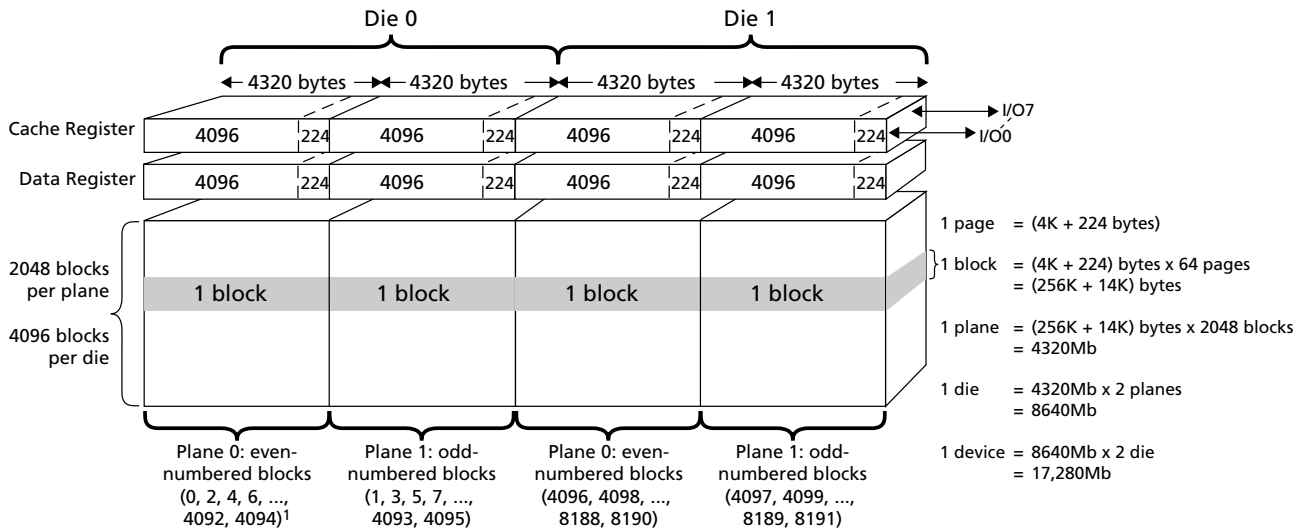 Die 0 Die 1
4320 bytes 4320 bytes 4320 bytes 4320 bytes
I/O7
I/O0
Cache Register 4096 224 4096 224 4096 224 4096 224
Data Register 4096 224 4096 224 4096 224 4096 224
2048 blocks
per plane
4096 blocks
per die
1 block 1 block 1 block 1 block
1 page = (4K + 224 bytes)
1 block = (4K + 224) bytes x 64 pages
= (256K + 14K) bytes
1 plane = (256K + 14K) bytes x 2048 blocks
= 4320Mb
1 die = 4320Mb x 2 planes
= 8640Mb
1 device = 8640Mb x 2 die
= 17,280Mb
Plane 0: even-
numbered blocks
(0, 2, 4, 6, ...,
4092, 4094)1
Plane 1: odd-
numbered blocks
(1, 3, 5, 7, ...,
4093, 4095)
Plane 0: even-
numbered blocks
(4096, 4098, ...,
8188, 8190)
Plane 1: odd-
numbered blocks
(4097, 4099, ...,
8189, 8191)